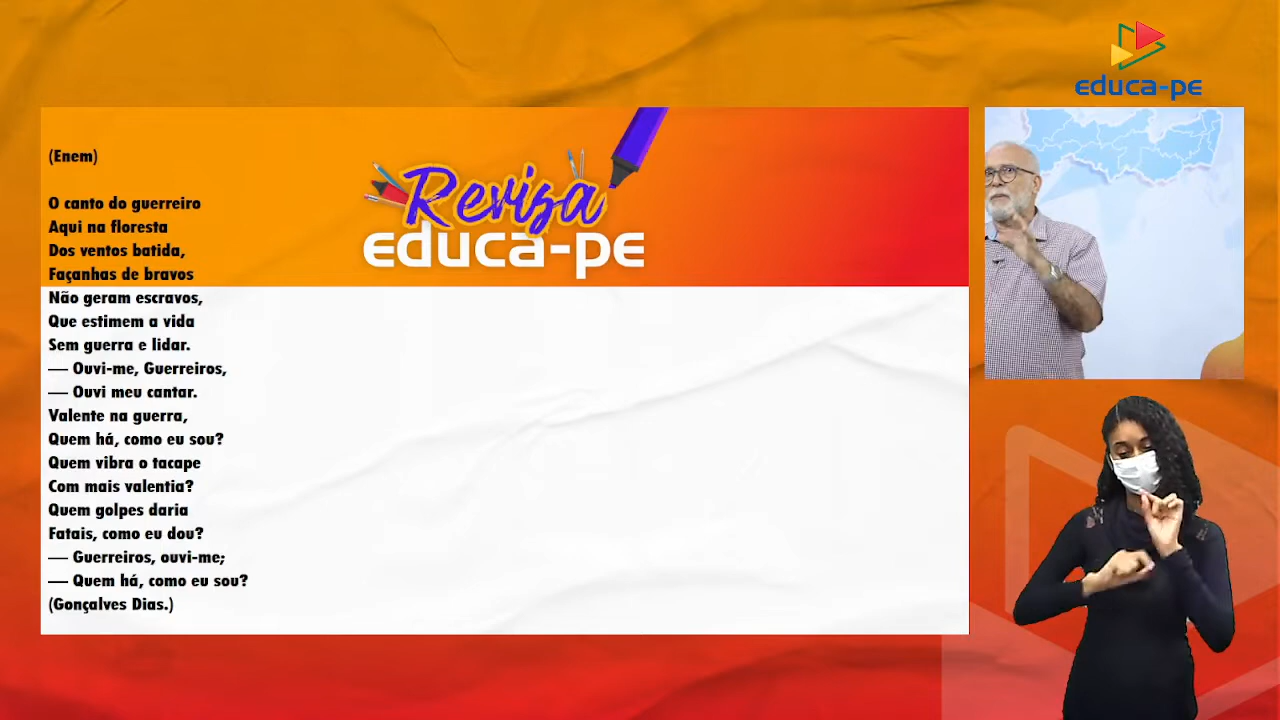 educa-pe
Revisa
educa-pe
(Enem)
O canto do guerreiro
Aqui na floresta
Dos ventos batida,
Façanhas de bravos
Não geram escravos,
Que estimem a vida
Sem guerra e lidar.
— Ouvi-me, Guerreiros,
— Ouvi meu cantar.
Valente na guerra,
Quem há, como eu sou?
Quem vibra o tacape
Com mais valentia?
Quem golpes daria
Fatais, como eu dou?
— Guerreiros, ouvi-me;
— Quem há, como eu sou?
(Gonçalves Dias.)